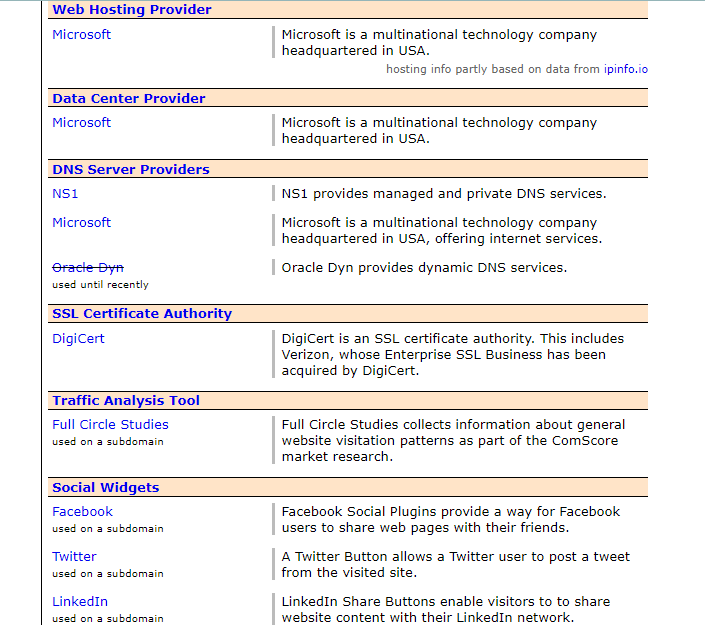 Web Hosting Provider
Microsoft
Microsoft is a multinational technology company
headquartered in USA.
hosting info partly based on data from ipinfo.io
Data Center Provider
Microsoft
Microsoft is a multinational technology company
headquartered in USA.
DNS Server Providers
NS1
NS1 provides managed and private DNS services.
Microsoft
Microsoft is a multinational technology company
headquartered in USA, offering internet services.
Oracle Dyn
used until recently
Oracle Dyn provides dynamic DNS services.
SSL Certificate Authority
DigiCert
DigiCert is an SSL certificate authority. This includes
Verizon, whose Enterprise SSL Business has been
acquired by DigiCert.
Traffic Analysis Tool
Full Circle Studies
used on a subdomain
Full Circle Studies collects information about general
website visitation patterns as part of the ComScore
market research.
Social Widgets
Facebook
used on a subdomain
Facebook Social Plugins provide a way for Facebook
users to share web pages with their friends.
Twitter
used on a subdomain
A Twitter Button allows a Twitter user to post a tweet
from the visited site.
LinkedIn
used on a subdomain
LinkedIn Share Buttons enable visitors to to share
website content with their LinkedIn network.